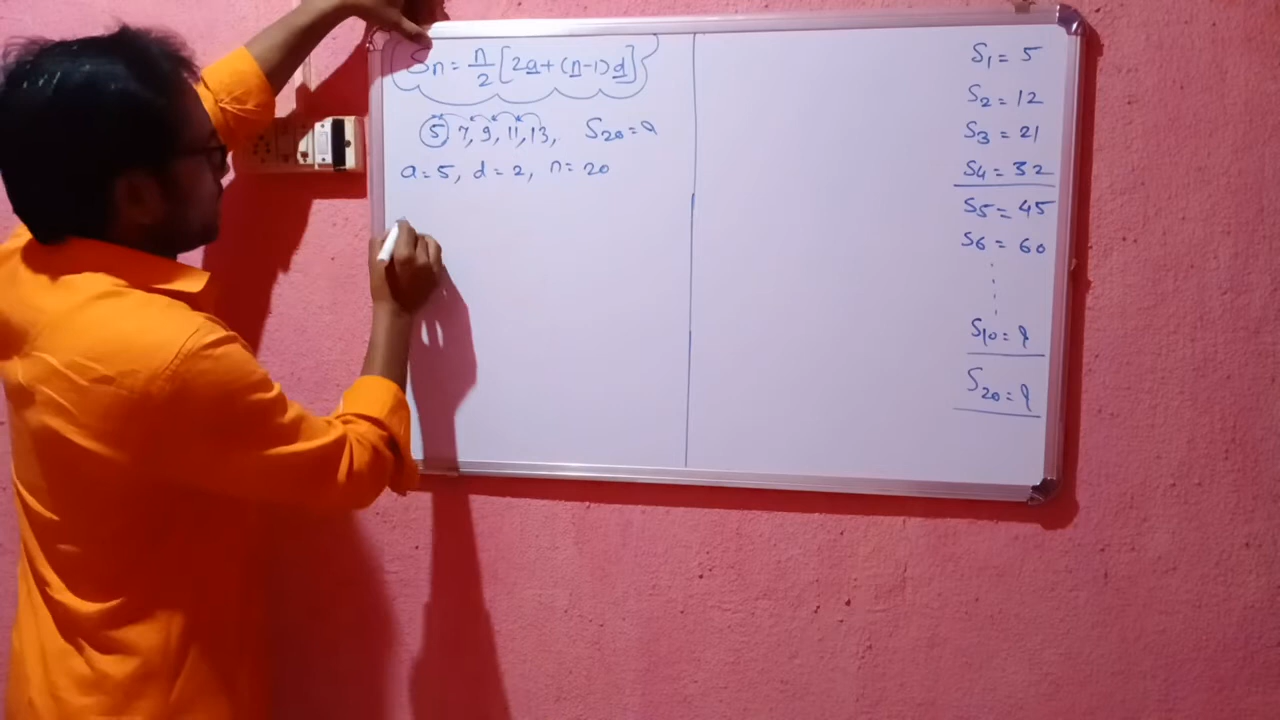 Sn = n/2 [2a + (n-1) d]
5 7, 9, 11, 13, S20 = ?
a = 5, d = 2, n = 20
S1 = 5
S2 = 12
S3 = 21
S4 = 32
S5 = 45
S6 = 60
S10 = ?
S20 = ?